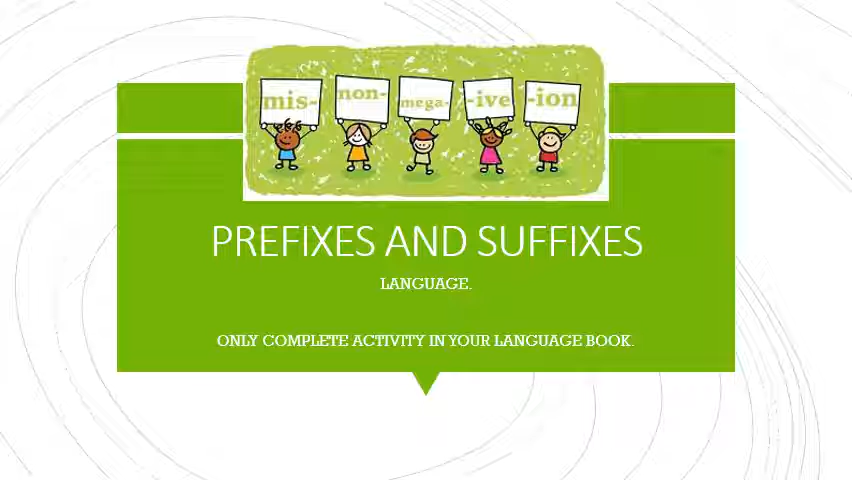 mis- non- mega- -ive -ion
PREFIXES AND SUFFIXES
LANGUAGE.
ONLY COMPLETE ACTIVITY IN YOUR LANGUAGE BOOK.